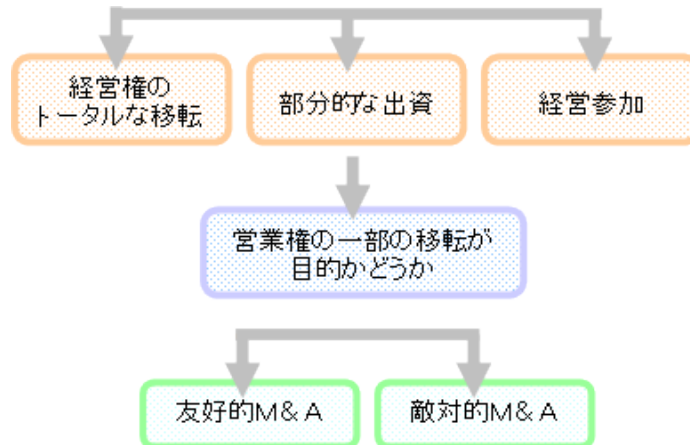 経営権の
トータルな移転
部分的な出資
経営参加
営業権の一部の移転が
目的かどうか
友好的M&A
敵対的M&A